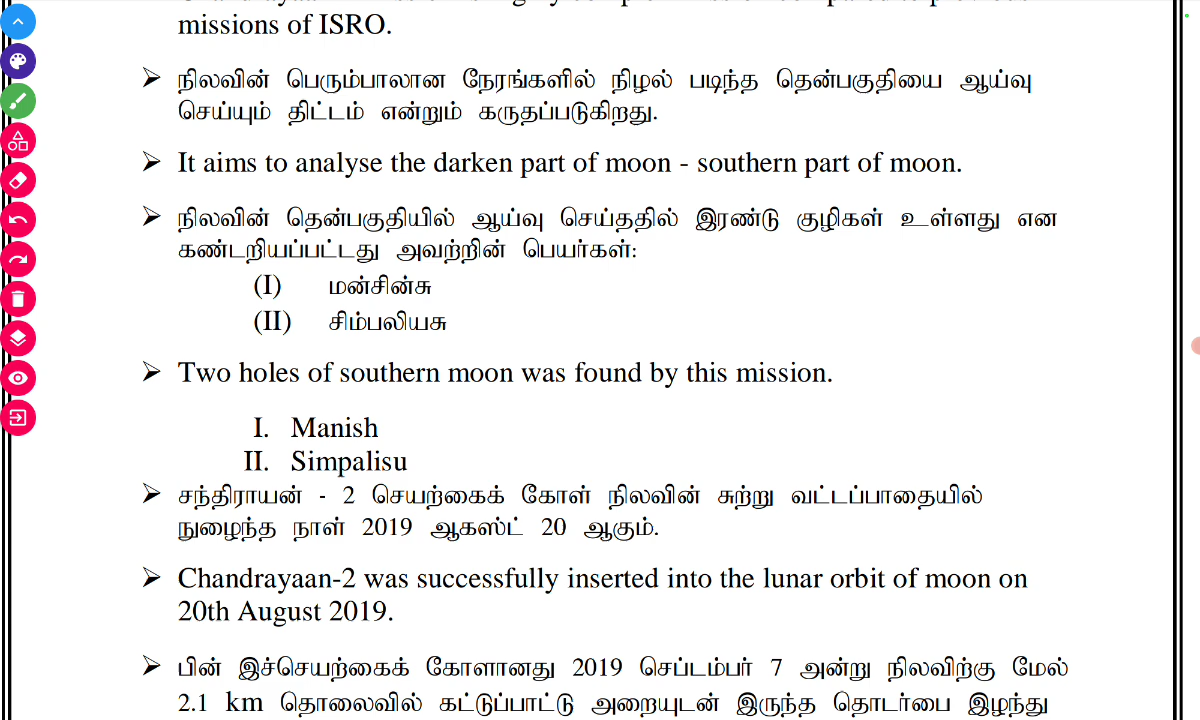 missions of ISRO.
➢ நிலவின் பெரும்பாலான நேரங்களில் நிழல் படிந்த தென்பகுதியை ஆய்வு
செய்யும் திட்டம் என்றும் கருதப்படுகிறது.
➢ It aims to analyse the darken part of moon - southern part of moon.
➢ நிலவின் தென்பகுதியில் ஆய்வு செய்ததில் இரண்டு குழிகள் உள்ளது என
கண்டறியப்பட்டது அவற்றின் பெயர்கள்:
(I) மன்சின்சு
(II) சிம்பலியசு
➢ Two holes of southern moon was found by this mission.
I. Manish
II. Simpalisu
➢ சந்திராயன் - 2 செயற்கைக் கோள் நிலவின் சுற்று வட்டப்பாதையில்
நுழைந்த நாள் 2019 ஆகஸ்ட் 20 ஆகும்.
➢ Chandrayaan-2 was successfully inserted into the lunar orbit of moon on
20th August 2019.
➢ பின் இச்செயற்கைக் கோளானது 2019 செப்டம்பர் 7 அன்று நிலவிற்கு மேல்
2.1 km தொலைவில் கட்டுப்பாட்டு அறையுடன் இருந்த தொடர்பை இழந்து